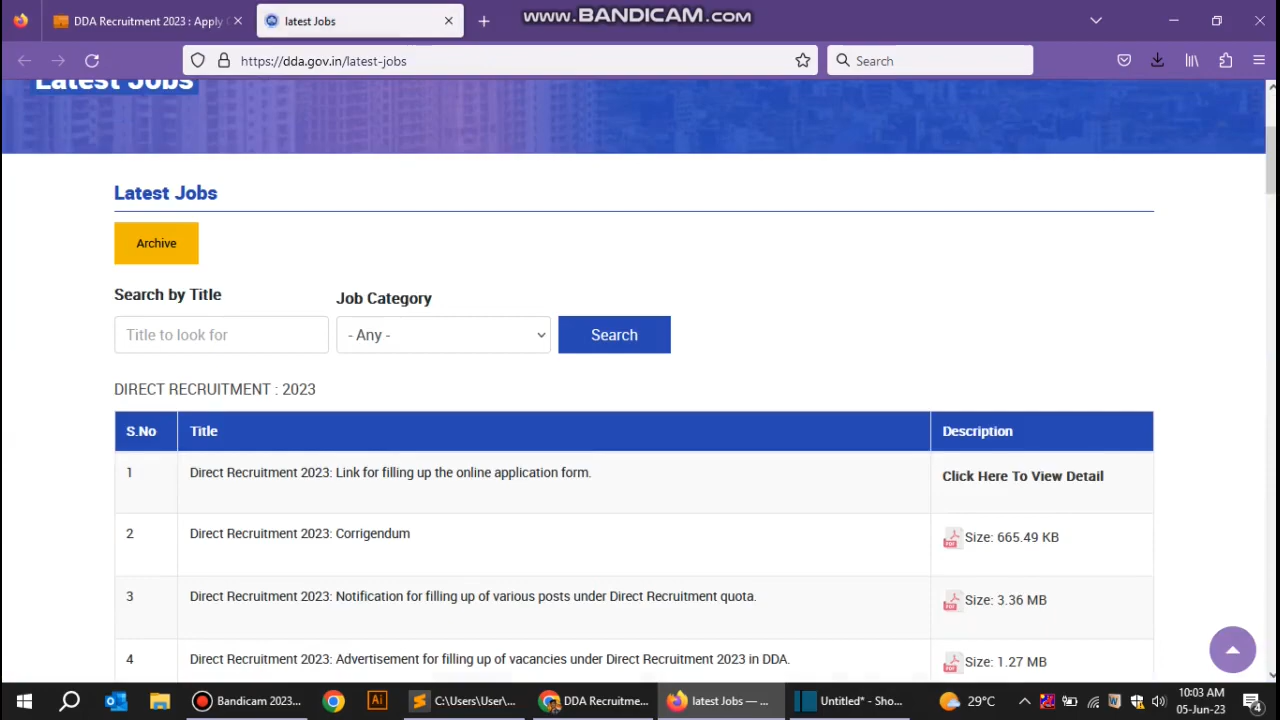 www.BANDICAM.com
DDA Recruitment 2023 : Apply
latest Jobs
https://dda.gov.in/latest-jobs
Search
Latest Jobs
Latest Jobs
Archive
Search by Title
Job Category
Title to look for
- Any -
Search
DIRECT RECRUITMENT : 2023
S.No Title Description
1 Direct Recruitment 2023: Link for filling up the online application form. Click Here To View Detail
2 Direct Recruitment 2023: Corrigendum Size: 665.49 KB
3 Direct Recruitment 2023: Notification for filling up of various posts under Direct Recruitment quota. Size: 3.36 MB
4 Direct Recruitment 2023: Advertisement for filling up of vacancies under Direct Recruitment 2023 in DDA. Size: 1.27 MB
Bandicam 2023... Ai C:\Users\User\... DDA Recruitme... latest Jobs — ... Untitled* - Sho... 29°C 10:03 AM
05-Jun-23 4